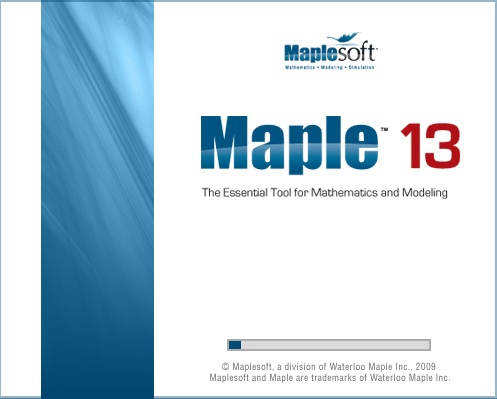 Maplesoft
Mathematics • Modeling • Simulation
Maple™ 13
The Essential Tool for Mathematics and Modeling
© Maplesoft, a division of Waterloo Maple Inc., 2009
Maplesoft and Maple are trademarks of Waterloo Maple Inc.